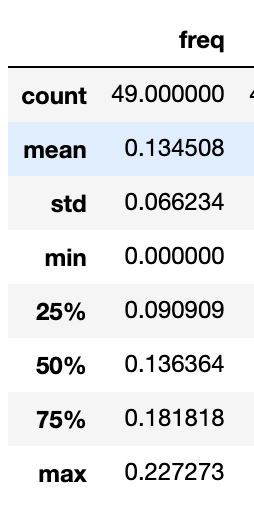 freq
count 49.000000
mean 0.134508
std 0.066234
min 0.000000
25% 0.090909
50% 0.136364
75% 0.181818
max 0.227273